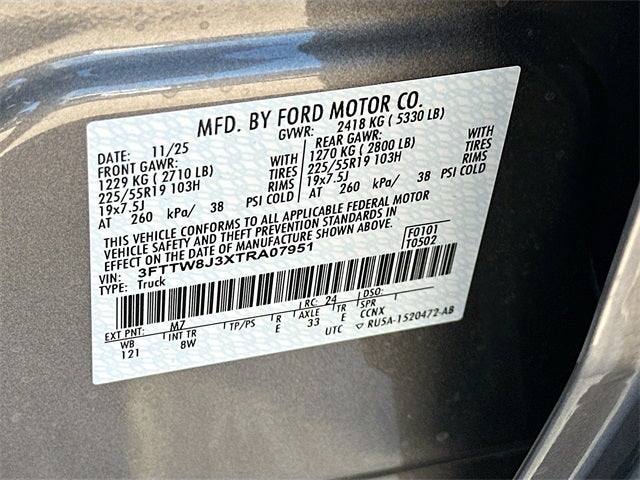 MFD. BY FORD MOTOR CO.
DATE: 11/25 GVWR: 2418 KG ( 5330 LB)
FRONT GAWR: WITH REAR GAWR: WITH
1229 KG ( 2710 LB) TIRES 1270 KG ( 2800 LB) TIRES
225/55R19 103H RIMS 225/55R19 103H RIMS
19x7.5J PSI COLD 19x7.5J PSI COLD
AT 260 kPa/ 38 AT 260 kPa/ 38
THIS VEHICLE CONFORMS TO ALL APPLICABLE FEDERAL MOTOR
VEHICLE SAFETY AND THEFT PREVENTION STANDARDS IN
EFFECT ON THE DATE OF MANUFACTURE SHOWN ABOVE.
VIN: 3FTTW8J3XTRA07951 F0101
TYPE: Truck T0502
EXT PNT: M7 RC: 24 DSO:
WB INT TR TP/PS R AXLE TR SPR
121 8W E 33 E CCNX
UTC ▽ RU5A-1520472-AB